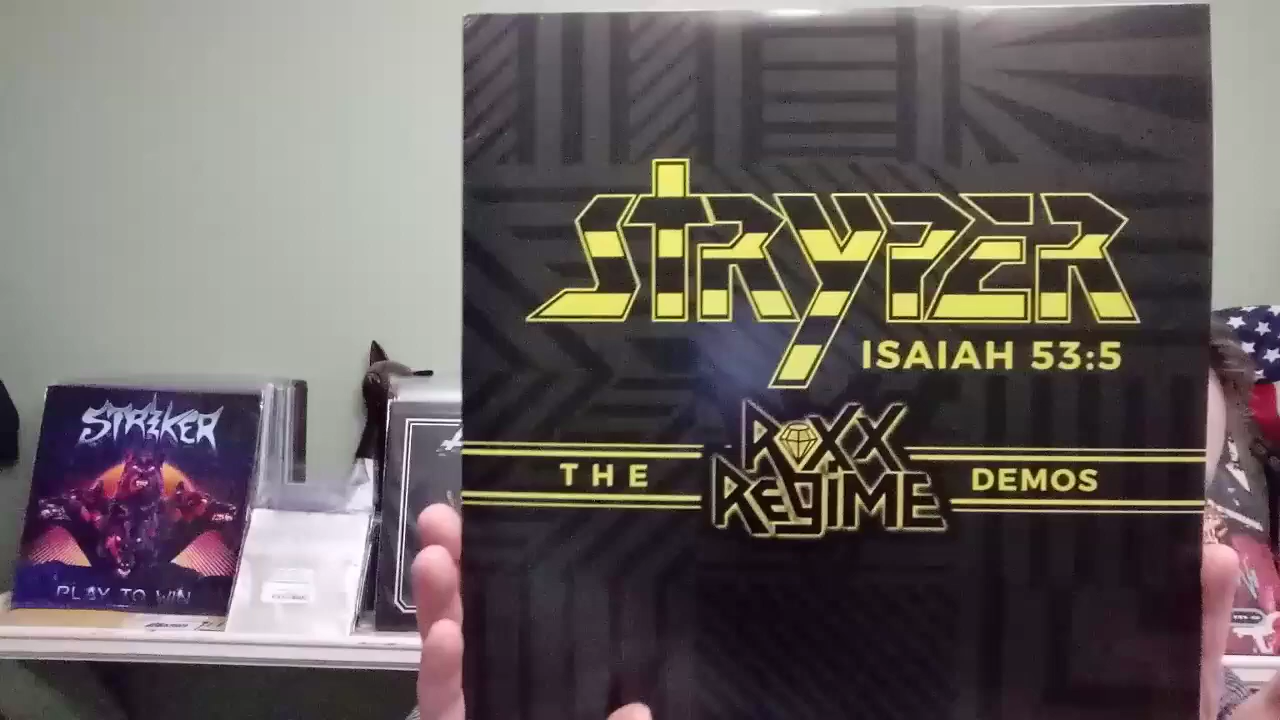 STRYPER
ISAIAH 53:5
THE ROXX REGIME DEMOS
STRIKER
PLAY TO WIN